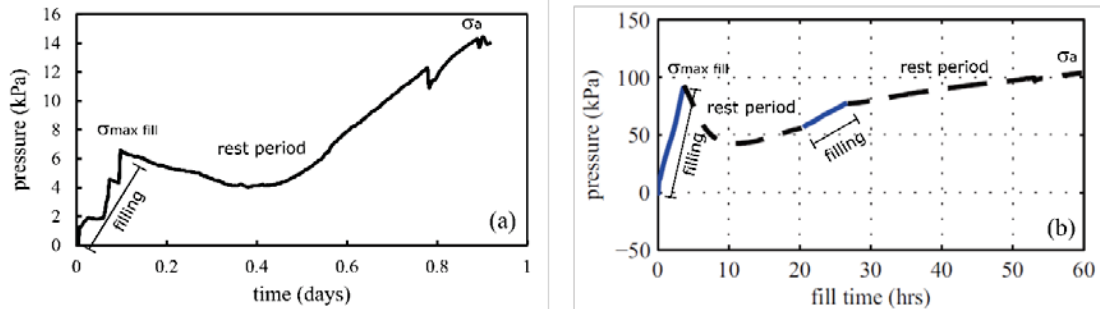 16
14
12
10
8
6
4
2
0
pressure (kPa)
σmax fill
filling
rest period
σa
(a)
0
0.2
0.4
0.6
0.8
1
time (days)
150
100
50
0
−50
pressure (kPa)
σmax fill
filling
rest period
filling
rest period
σa
(b)
0
10
20
30
40
50
60
fill time (hrs)